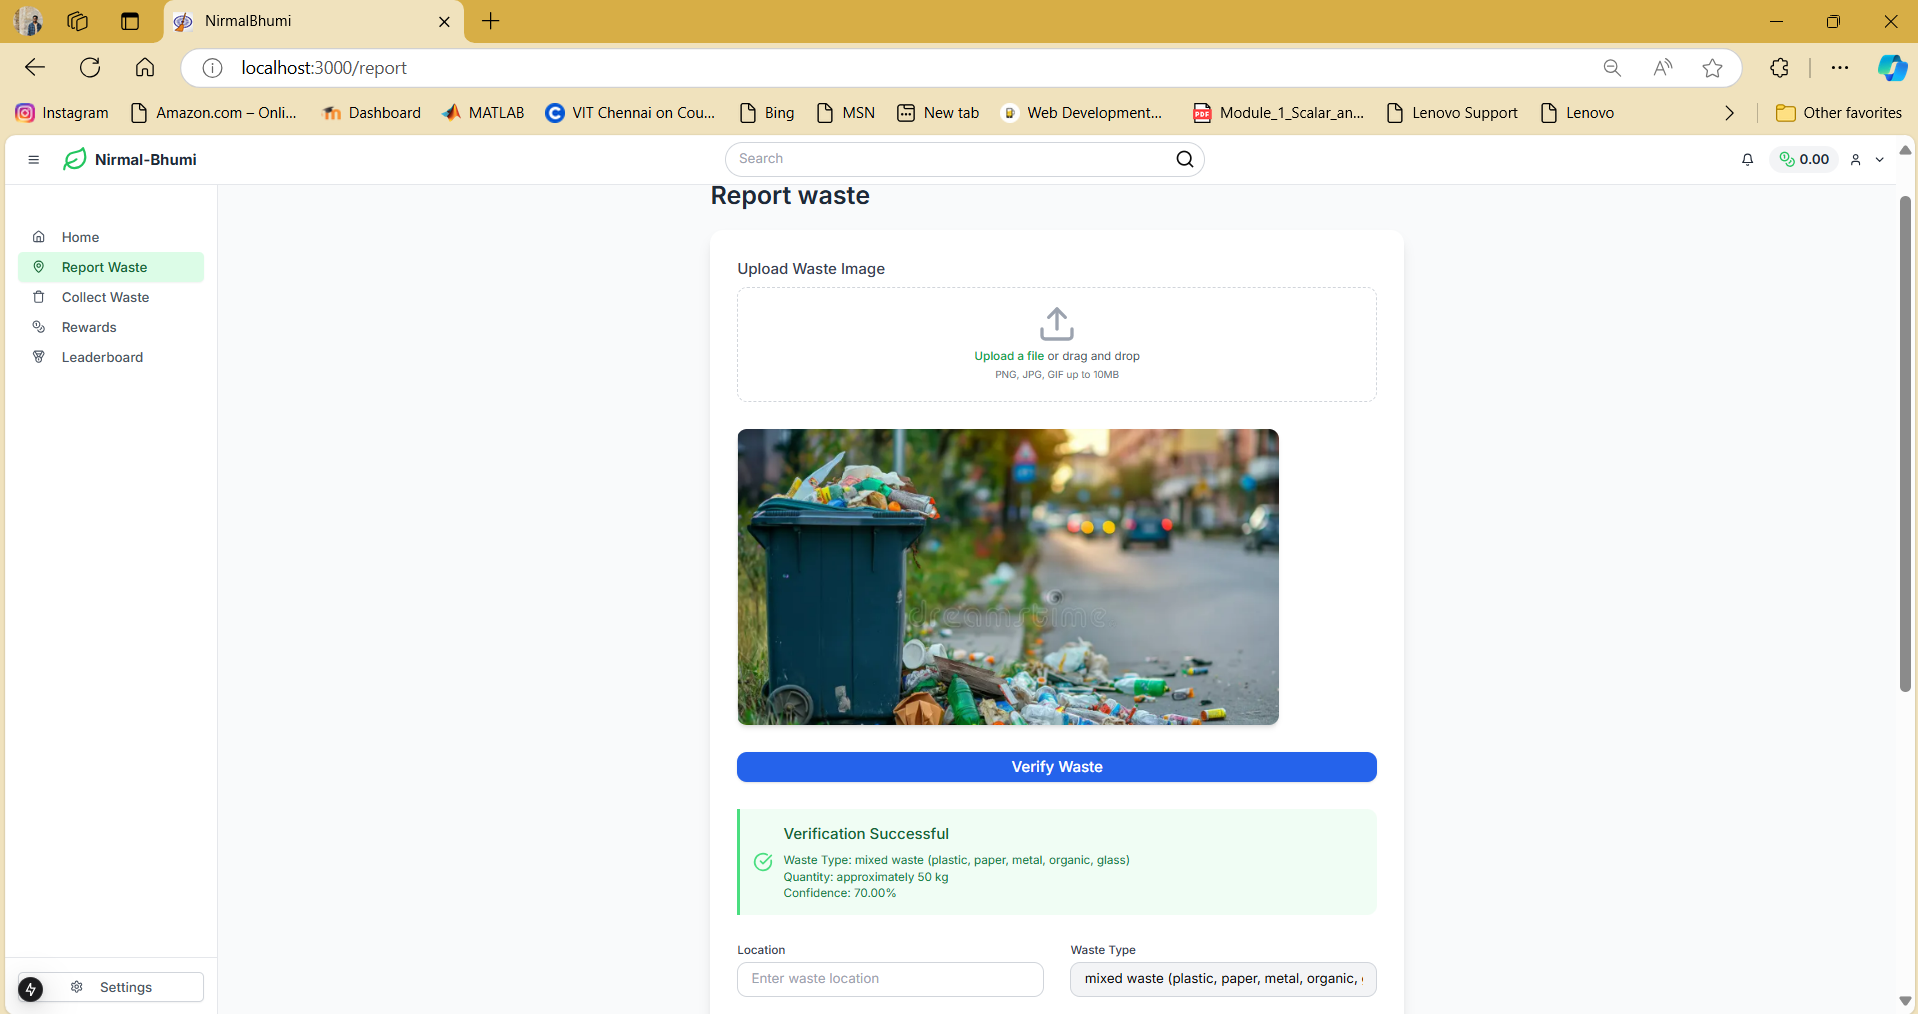 NirmalBhumi
localhost:3000/report
Instagram
Amazon.com – Onli...
Dashboard
MATLAB
VIT Chennai on Cou...
Bing
MSN
New tab
Web Development...
Module_1_Scalar_an...
Lenovo Support
Lenovo
Other favorites
Nirmal-Bhumi
Search
0.00
Report waste
Home
Report Waste
Collect Waste
Rewards
Leaderboard
Settings
Upload Waste Image
Upload a file or drag and drop
PNG, JPG, GIF up to 10MB
dreamstime
Verify Waste
Verification Successful
Waste Type: mixed waste (plastic, paper, metal, organic, glass)
Quantity: approximately 50 kg
Confidence: 70.00%
Location
Waste Type
Enter waste location
mixed waste (plastic, paper, metal, organic,